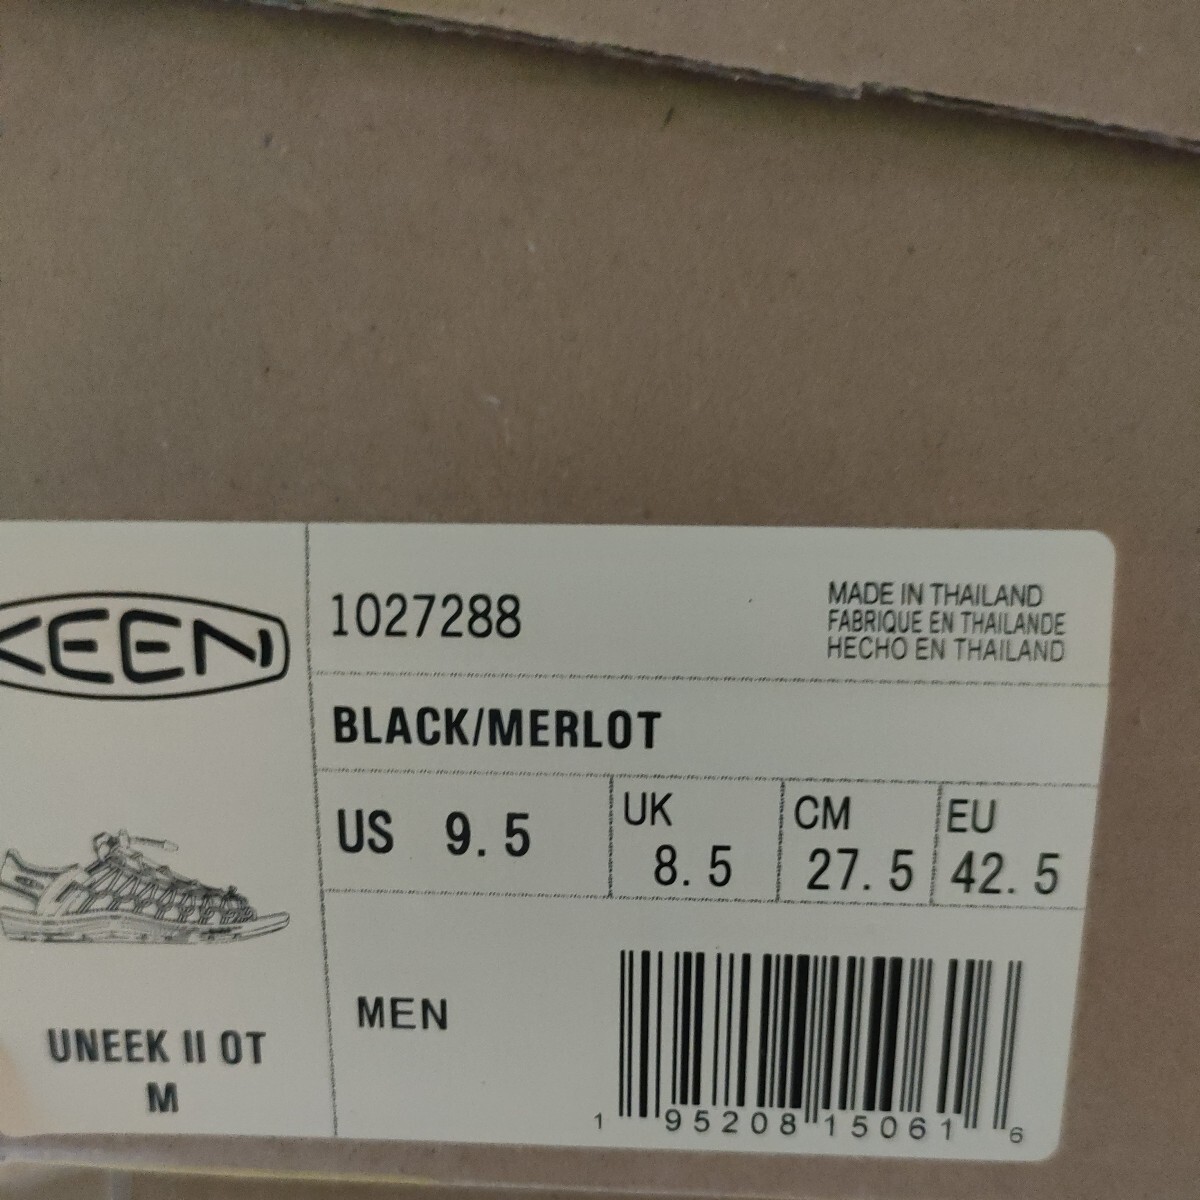 KEEN
1027288
MADE IN THAILAND
FABRIQUE EN THAILANDE
HECHO EN THAILAND
BLACK/MERLOT
US 9.5
UK 8.5
CM 27.5
EU 42.5
MEN
UNEEK II OT
M
1 95208 15061 6